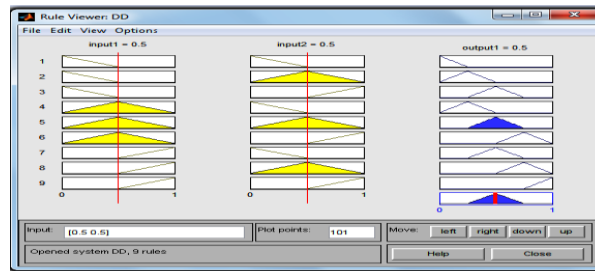 Rule Viewer: DD
File Edit View Options
input1 = 0.5 input2 = 0.5 output1 = 0.5
1
2
3
4
5
6
7
8
9
0 1 0 1
0 1
Input: [0.5 0.5] Plot points: 101 Move: left right down up
Opened system DD, 9 rules Help Close